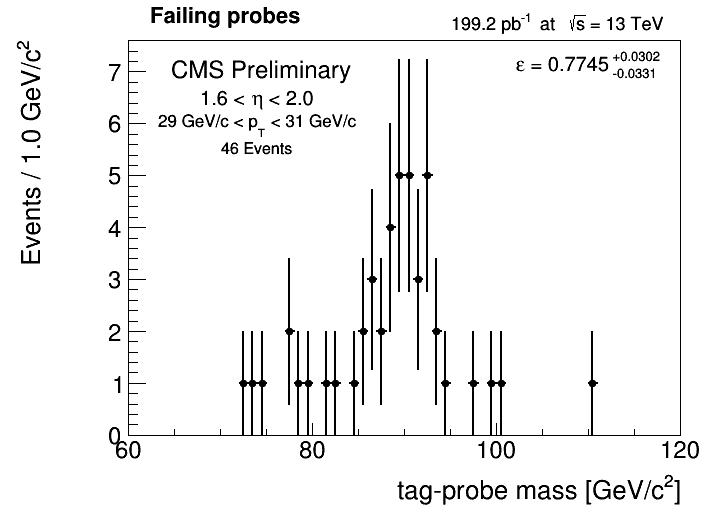 Failing probes
199.2 pb⁻¹ at √s = 13 TeV
CMS Preliminary
ε = 0.7745 +0.0302 -0.0331
1.6 < η < 2.0
29 GeV/c < p_T < 31 GeV/c
46 Events
Events / 1.0 GeV/c²
7
6
5
4
3
2
1
0
60 80 100 120
tag-probe mass [GeV/c²]